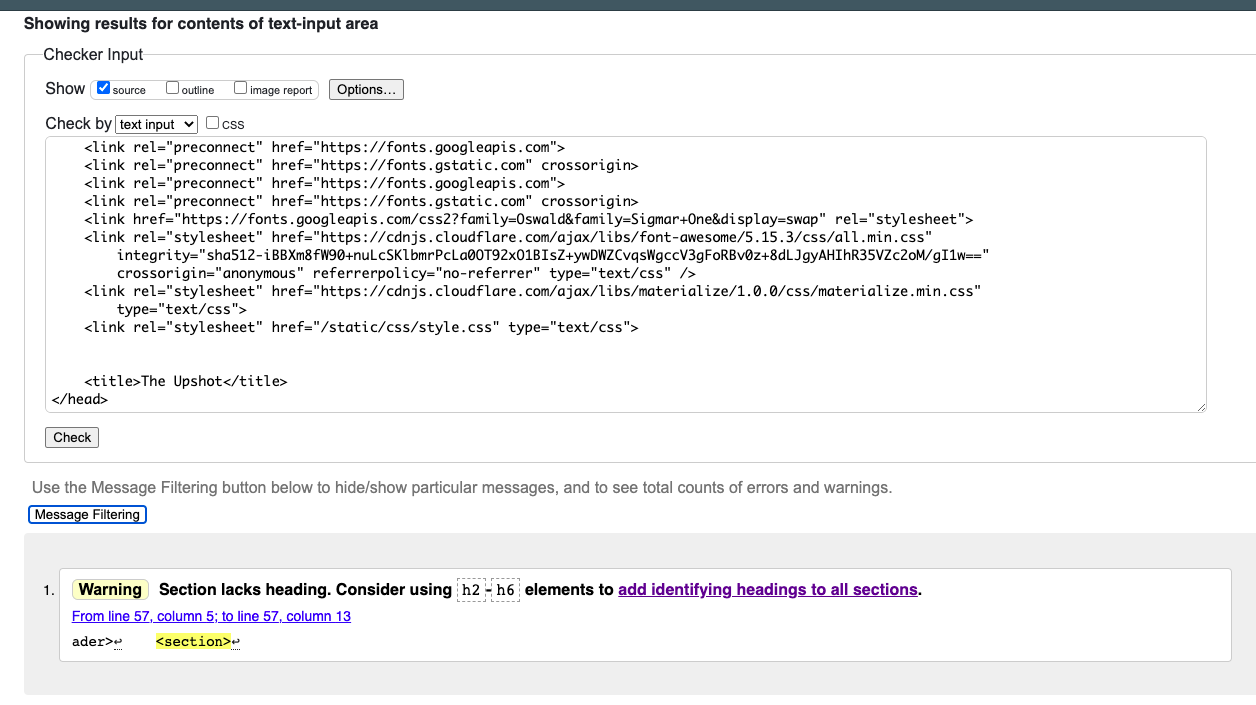 Showing results for contents of text-input area
Checker Input
Show source outline image report Options...
Check by text input css
<link rel="preconnect" href="https://fonts.googleapis.com">
<link rel="preconnect" href="https://fonts.gstatic.com" crossorigin>
<link rel="preconnect" href="https://fonts.googleapis.com">
<link rel="preconnect" href="https://fonts.gstatic.com" crossorigin>
<link href="https://fonts.googleapis.com/css2?family=Oswald&family=Sigmar+One&display=swap" rel="stylesheet">
<link rel="stylesheet" href="https://cdnjs.cloudflare.com/ajax/libs/font-awesome/5.15.3/css/all.min.css"
integrity="sha512-iBBXm8fW90+nuLcSKlbmrPcLa0OT92xO1BIsZ+ywDWZCvqsWgccV3gFoRBv0z+8dLJgyAHIhR35VZc2oM/gI1w=="
crossorigin="anonymous" referrerpolicy="no-referrer" type="text/css" />
<link rel="stylesheet" href="https://cdnjs.cloudflare.com/ajax/libs/materialize/1.0.0/css/materialize.min.css"
type="text/css">
<link rel="stylesheet" href="/static/css/style.css" type="text/css">
<title>The Upshot</title>
</head>
Check
Use the Message Filtering button below to hide/show particular messages, and to see total counts of errors and warnings.
Message Filtering
1. Warning Section lacks heading. Consider using h2-h6 elements to add identifying headings to all sections.
From line 57, column 5; to line 57, column 13
ader>↩ <section>↩